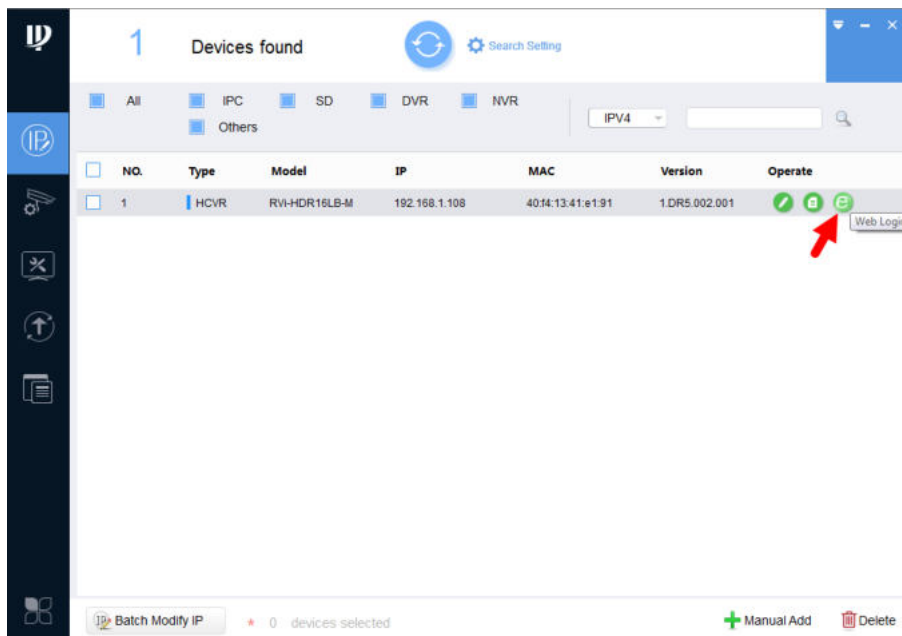 1 Devices found Search Setting
All IPC SD DVR NVR
Others
IPV4
NO. Type Model IP MAC Version Operate
1 HCVR RVi-HDR16LB-M 192.168.1.108 40:f4:13:41:e1:91 1.DR5.002.001
Web Login
Batch Modify IP * 0 devices selected Manual Add Delete